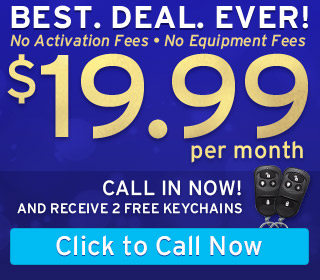 BEST. DEAL. EVER!
No Activation Fees • No Equipment Fees
$19.99
per month
CALL IN NOW!
AND RECEIVE 2 FREE KEYCHAINS
Click to Call Now